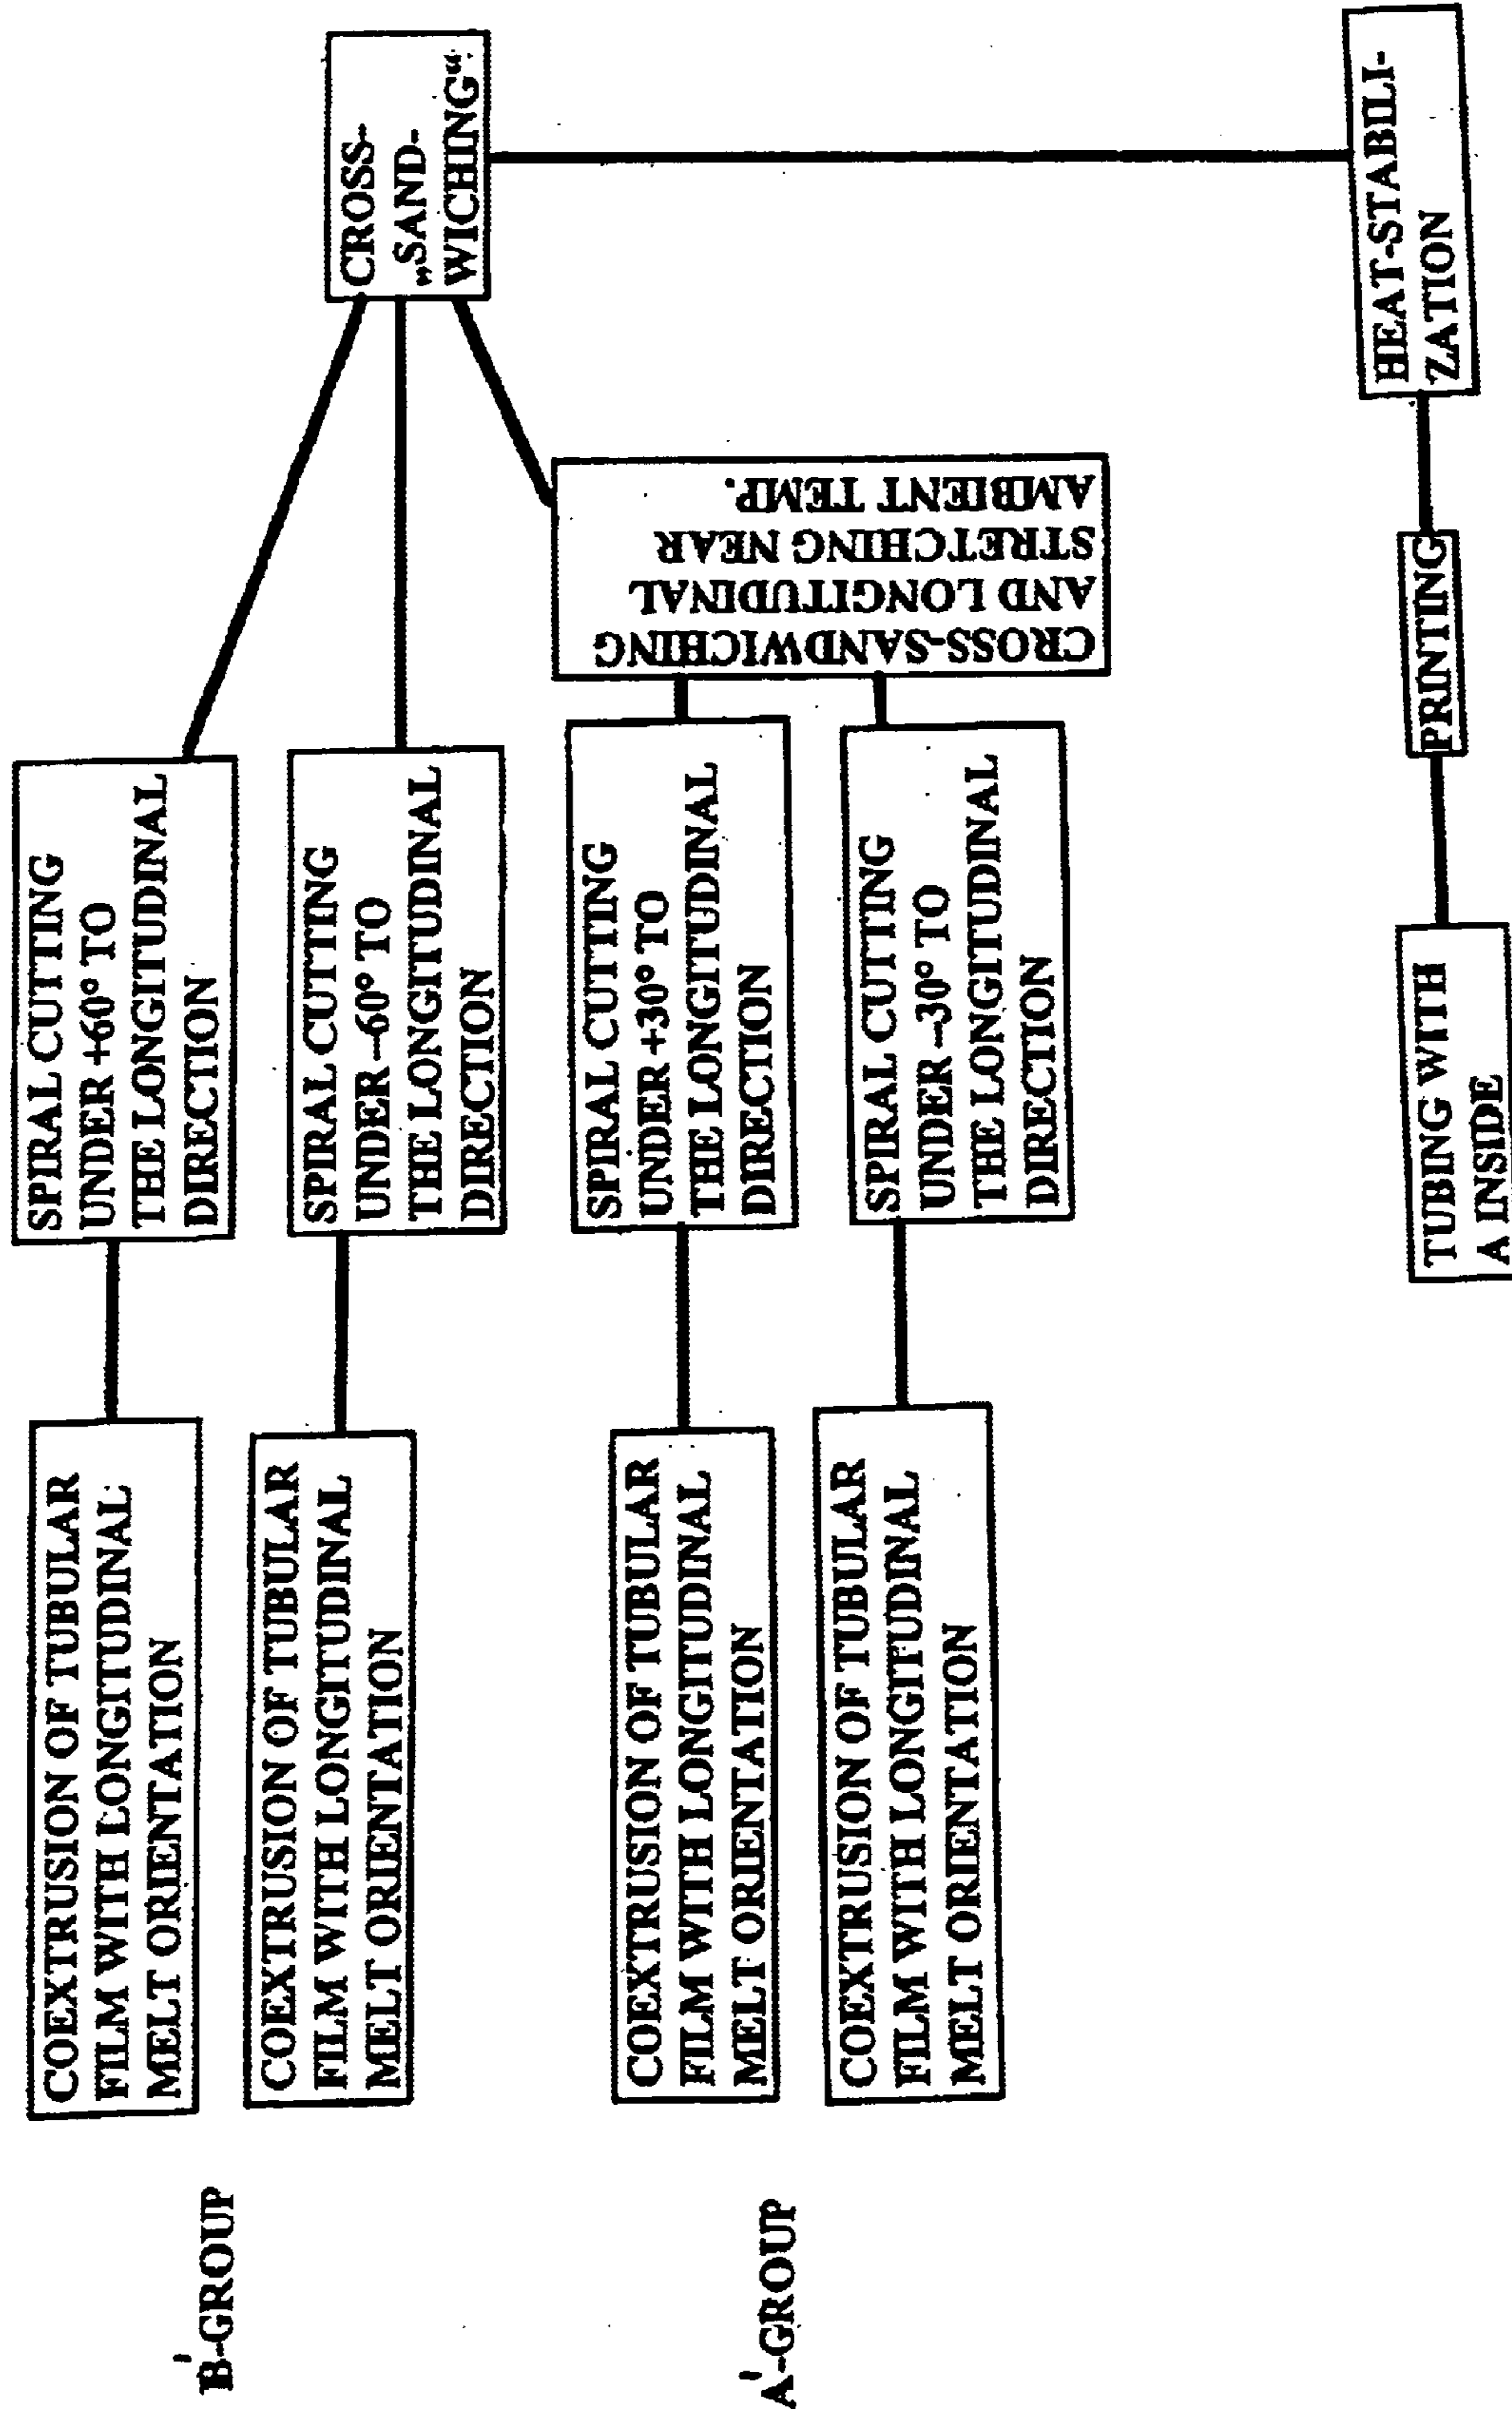 B'-GROUP
COEXTRUSION OF TUBULAR
FILM WITH LONGITUDINAL
MELT ORIENTATION
SPIRAL CUTTING
UNDER +60° TO
THE LONGITUDINAL
DIRECTION
COEXTRUSION OF TUBULAR
FILM WITH LONGITUDINAL
MELT ORIENTATION
SPIRAL CUTTING
UNDER –60° TO
THE LONGITUDINAL
DIRECTION
A'-GROUP
COEXTRUSION OF TUBULAR
FILM WITH LONGITUDINAL
MELT ORIENTATION
SPIRAL CUTTING
UNDER +30° TO
THE LONGITUDINAL
DIRECTION
COEXTRUSION OF TUBULAR
FILM WITH LONGITUDINAL
MELT ORIENTATION
SPIRAL CUTTING
UNDER –30° TO
THE LONGITUDINAL
DIRECTION
CROSS-SANDWICHING
AND LONGITUDINAL
STRETCHING NEAR
AMBIENT TEMP.
CROSS-
„SAND-
WICHING“
HEAT-STABILI-
ZATION
PRINTING
TUBING WITH
A INSIDE